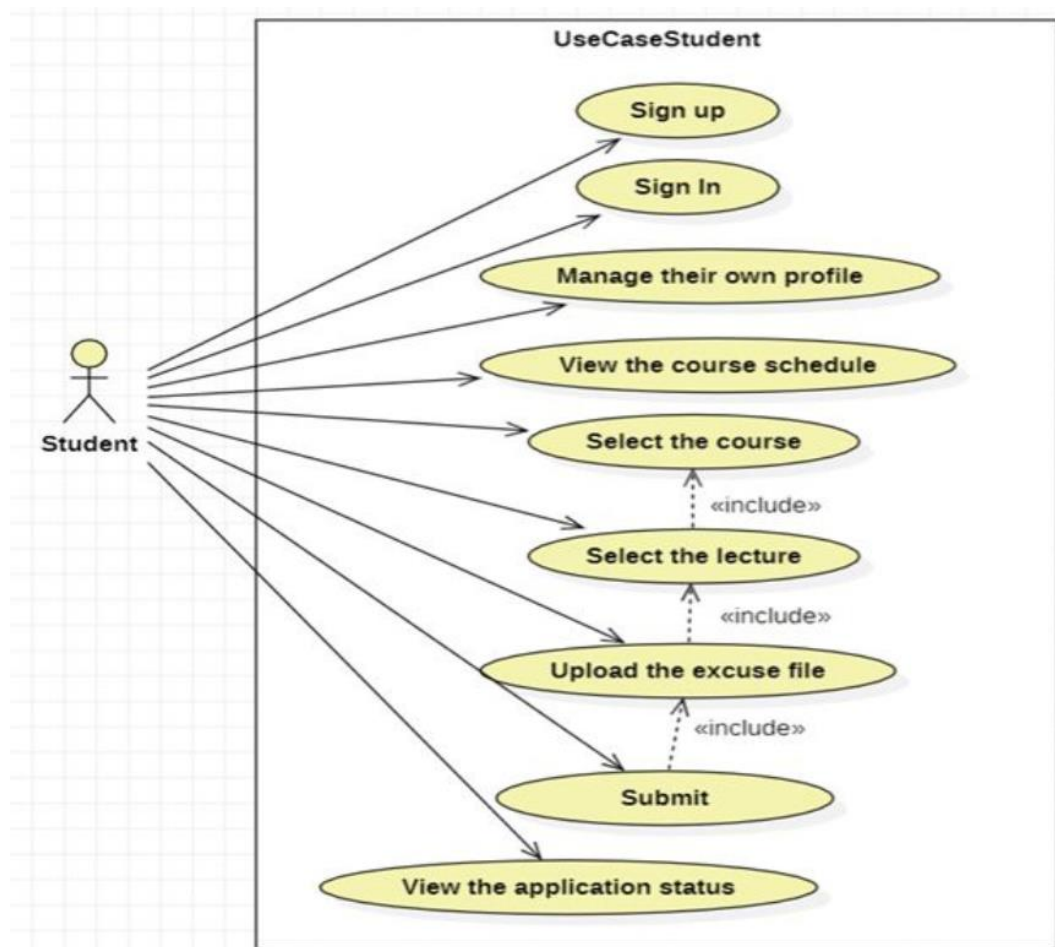 UseCaseStudent
Sign up
Sign In
Manage their own profile
View the course schedule
Student
Select the course
«include»
Select the lecture
«include»
Upload the excuse file
«include»
Submit
View the application status